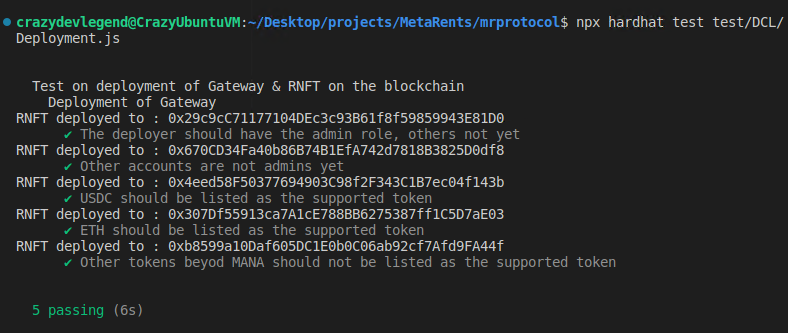 crazydevlegend@CrazyUbuntuVM:~/Desktop/projects/MetaRents/mrprotocol$ npx hardhat test test/DCL/
Deployment.js
Test on deployment of Gateway & RNFT on the blockchain
Deployment of Gateway
RNFT deployed to : 0x29c9cC71177104DEc3c93B61f8f59859943E81D0
✔ The deployer should have the admin role, others not yet
RNFT deployed to : 0x670CD34Fa40b86B74B1EfA742d7818B3825D0df8
✔ Other accounts are not admins yet
RNFT deployed to : 0x4eed58F50377694903C98f2F343C1B7ec04f143b
✔ USDC should be listed as the supported token
RNFT deployed to : 0x307Df55913ca7A1cE788BB6275387ff1C5D7aE03
✔ ETH should be listed as the supported token
RNFT deployed to : 0xb8599a10Daf605DC1E0b0C06ab92cf7Afd9FA44f
✔ Other tokens beyod MANA should not be listed as the supported token
5 passing (6s)